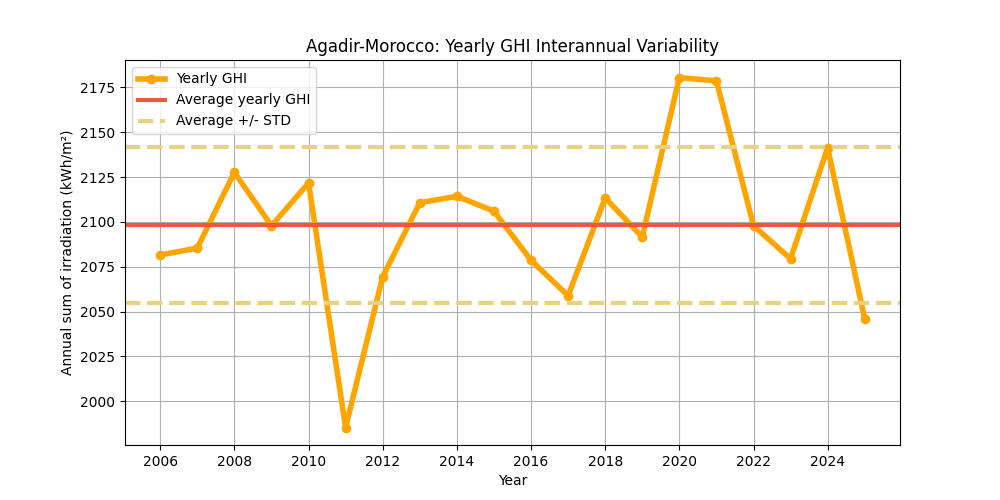 Agadir-Morocco: Yearly GHI Interannual Variability
Yearly GHI
Average yearly GHI
Average +/- STD
Annual sum of irradiation (kWh/m²)
2175
2150
2125
2100
2075
2050
2025
2000
2006 2008 2010 2012 2014 2016 2018 2020 2022 2024
Year